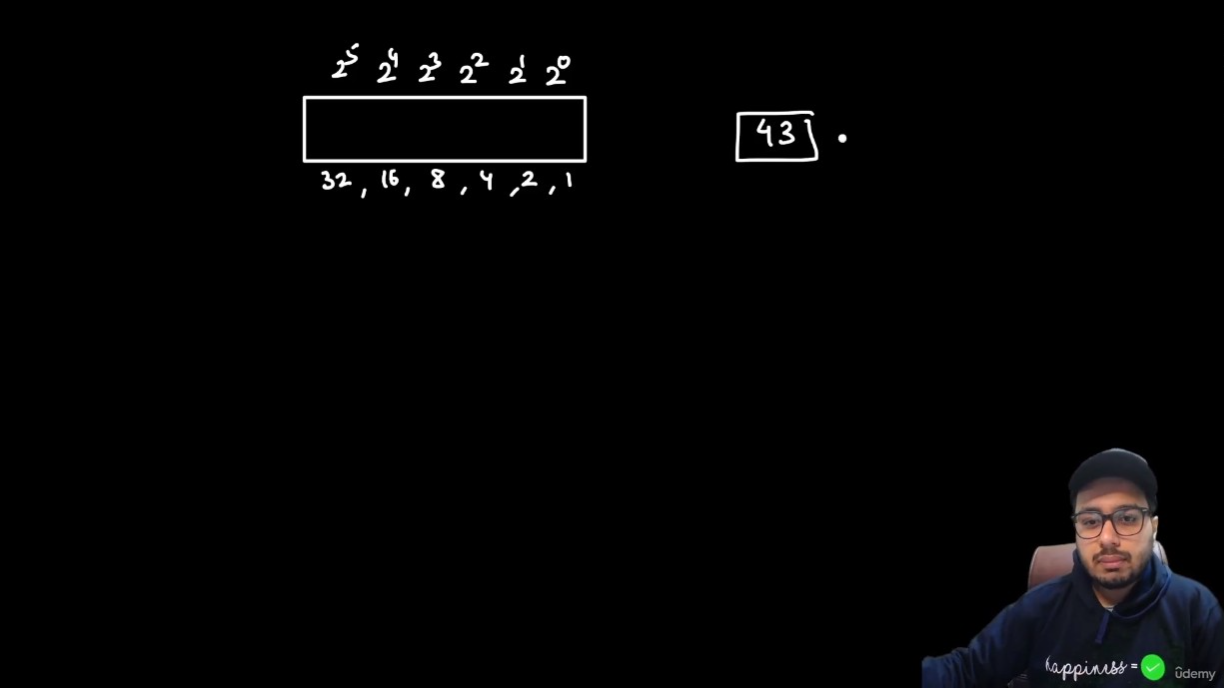 2⁵ 2⁴ 2³ 2² 2¹ 2⁰
43 .
32 , 16 , 8 , 4 , 2 , 1
happiness =
ûdemy